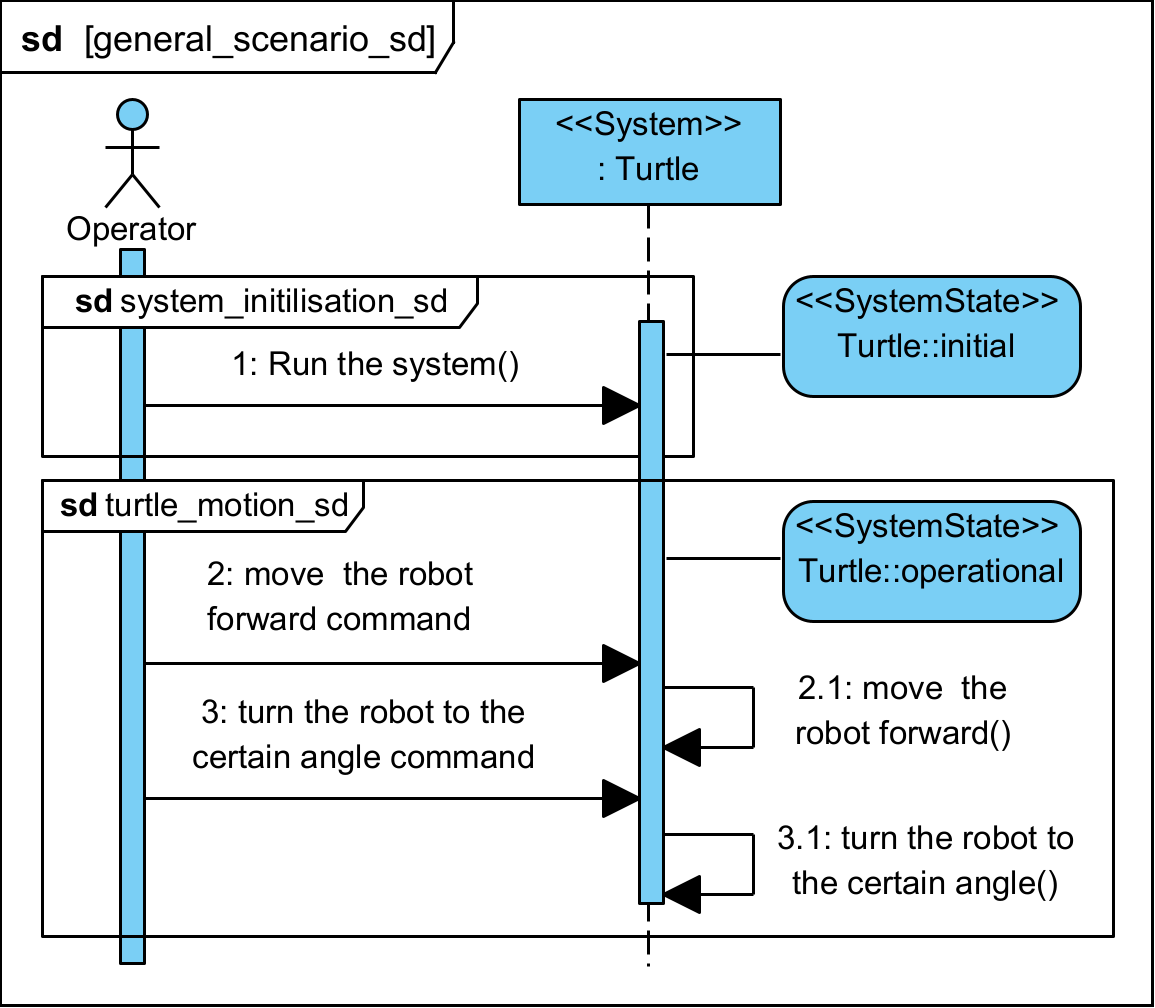 sd [general_scenario_sd]
<<System>>
: Turtle
Operator
sd system_initilisation_sd
<<SystemState>>
Turtle::initial
1: Run the system()
sd turtle_motion_sd
<<SystemState>>
Turtle::operational
2: move the robot
forward command
2.1: move the
robot forward()
3: turn the robot to the
certain angle command
3.1: turn the robot to
the certain angle()